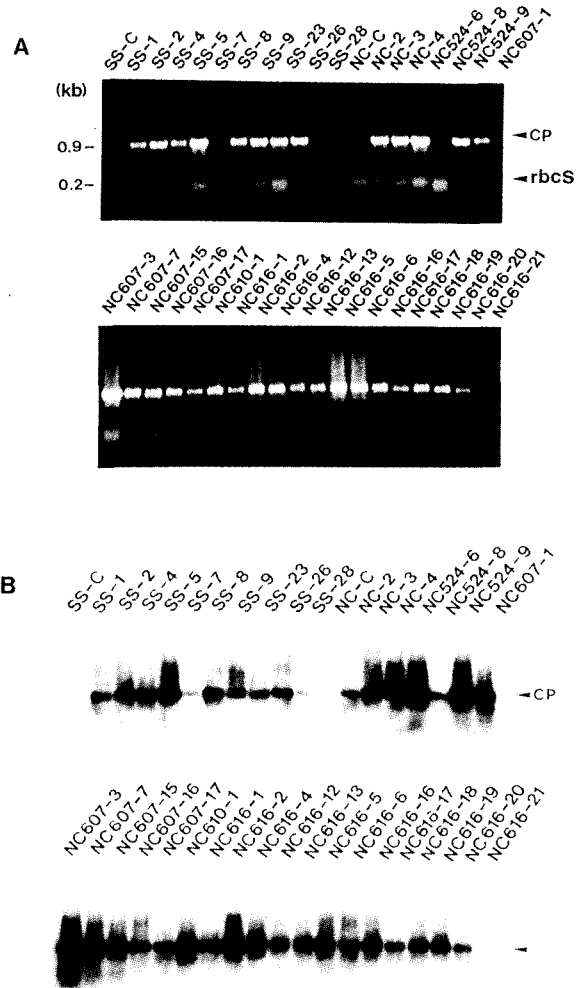 A
SS-C SS-1 SS-2 SS-4 SS-5 SS-7 SS-8 SS-9 SS-23 SS-26 SS-28 NC-C NC-2 NC-3 NC-4 NC524-6 NC524-8 NC524-9 NC607-1
(kb)
0.9 CP
0.2 rbcS
NC607-3 NC607-7 NC607-15 NC607-16 NC607-17 NC610-1 NC616-1 NC616-2 NC616-4 NC616-12 NC616-13 NC616-5 NC616-6 NC616-16 NC616-17 NC616-18 NC616-19 NC616-20 NC616-21
B
SS-C SS-1 SS-2 SS-4 SS-5 SS-7 SS-8 SS-9 SS-23 SS-26 SS-28 NC-C NC-2 NC-3 NC-4 NC524-6 NC524-8 NC524-9 NC607-1
CP
NC607-3 NC607-7 NC607-15 NC607-16 NC607-17 NC610-1 NC616-1 NC616-2 NC616-4 NC616-12 NC616-13 NC616-5 NC616-6 NC616-16 NC616-17 NC616-18 NC616-19 NC616-20 NC616-21